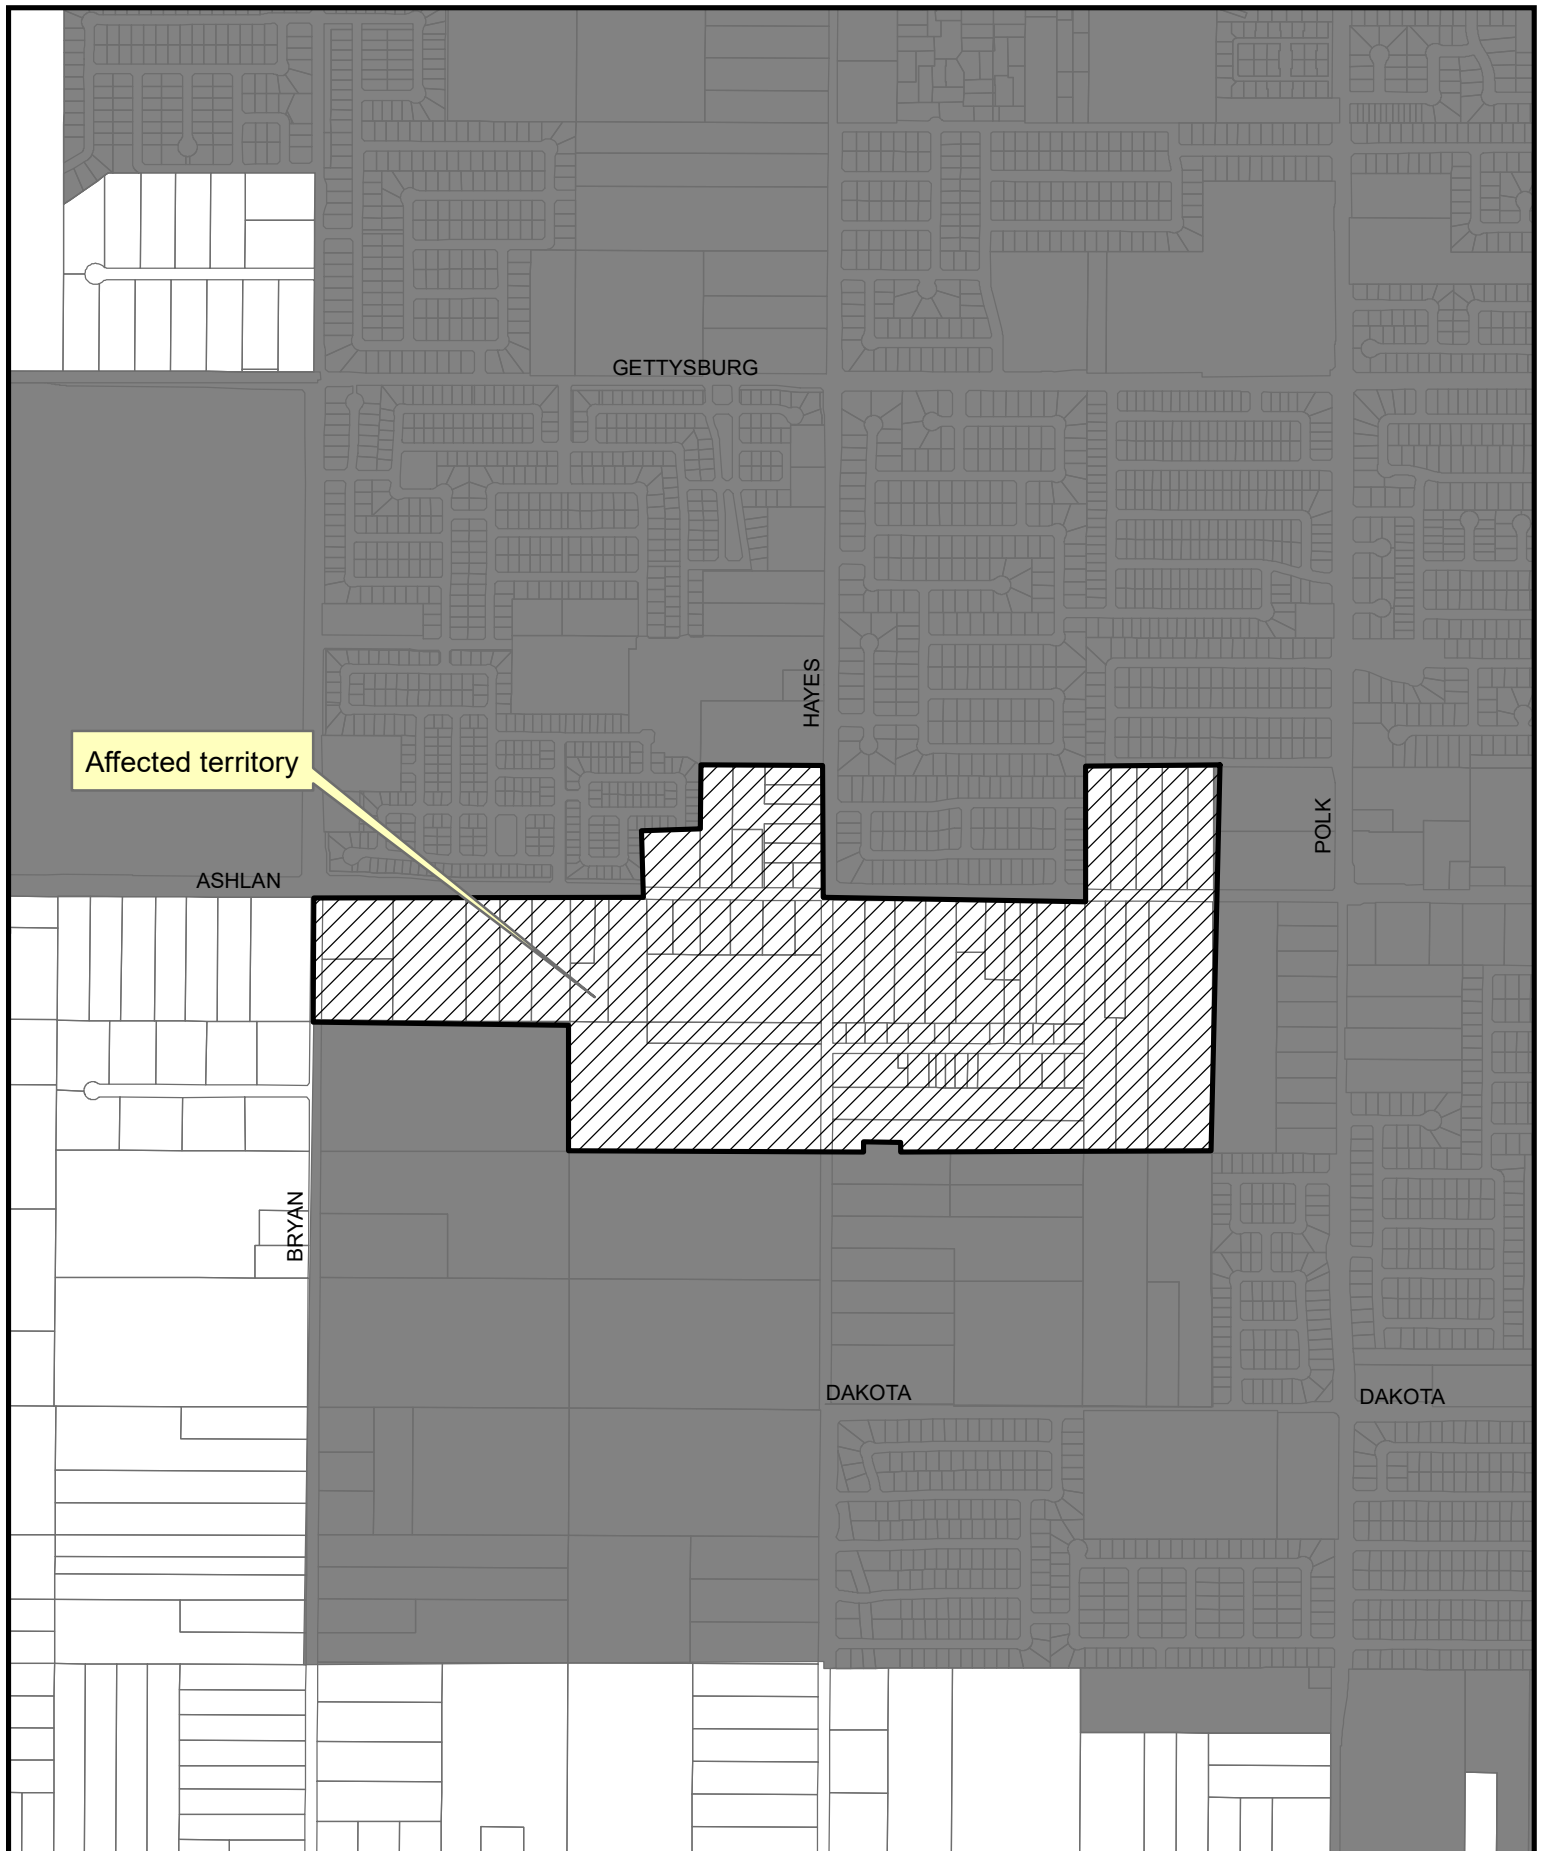 GETTYSBURG
HAYES
Affected territory
POLK
ASHLAN
BRYAN
DAKOTA
DAKOTA